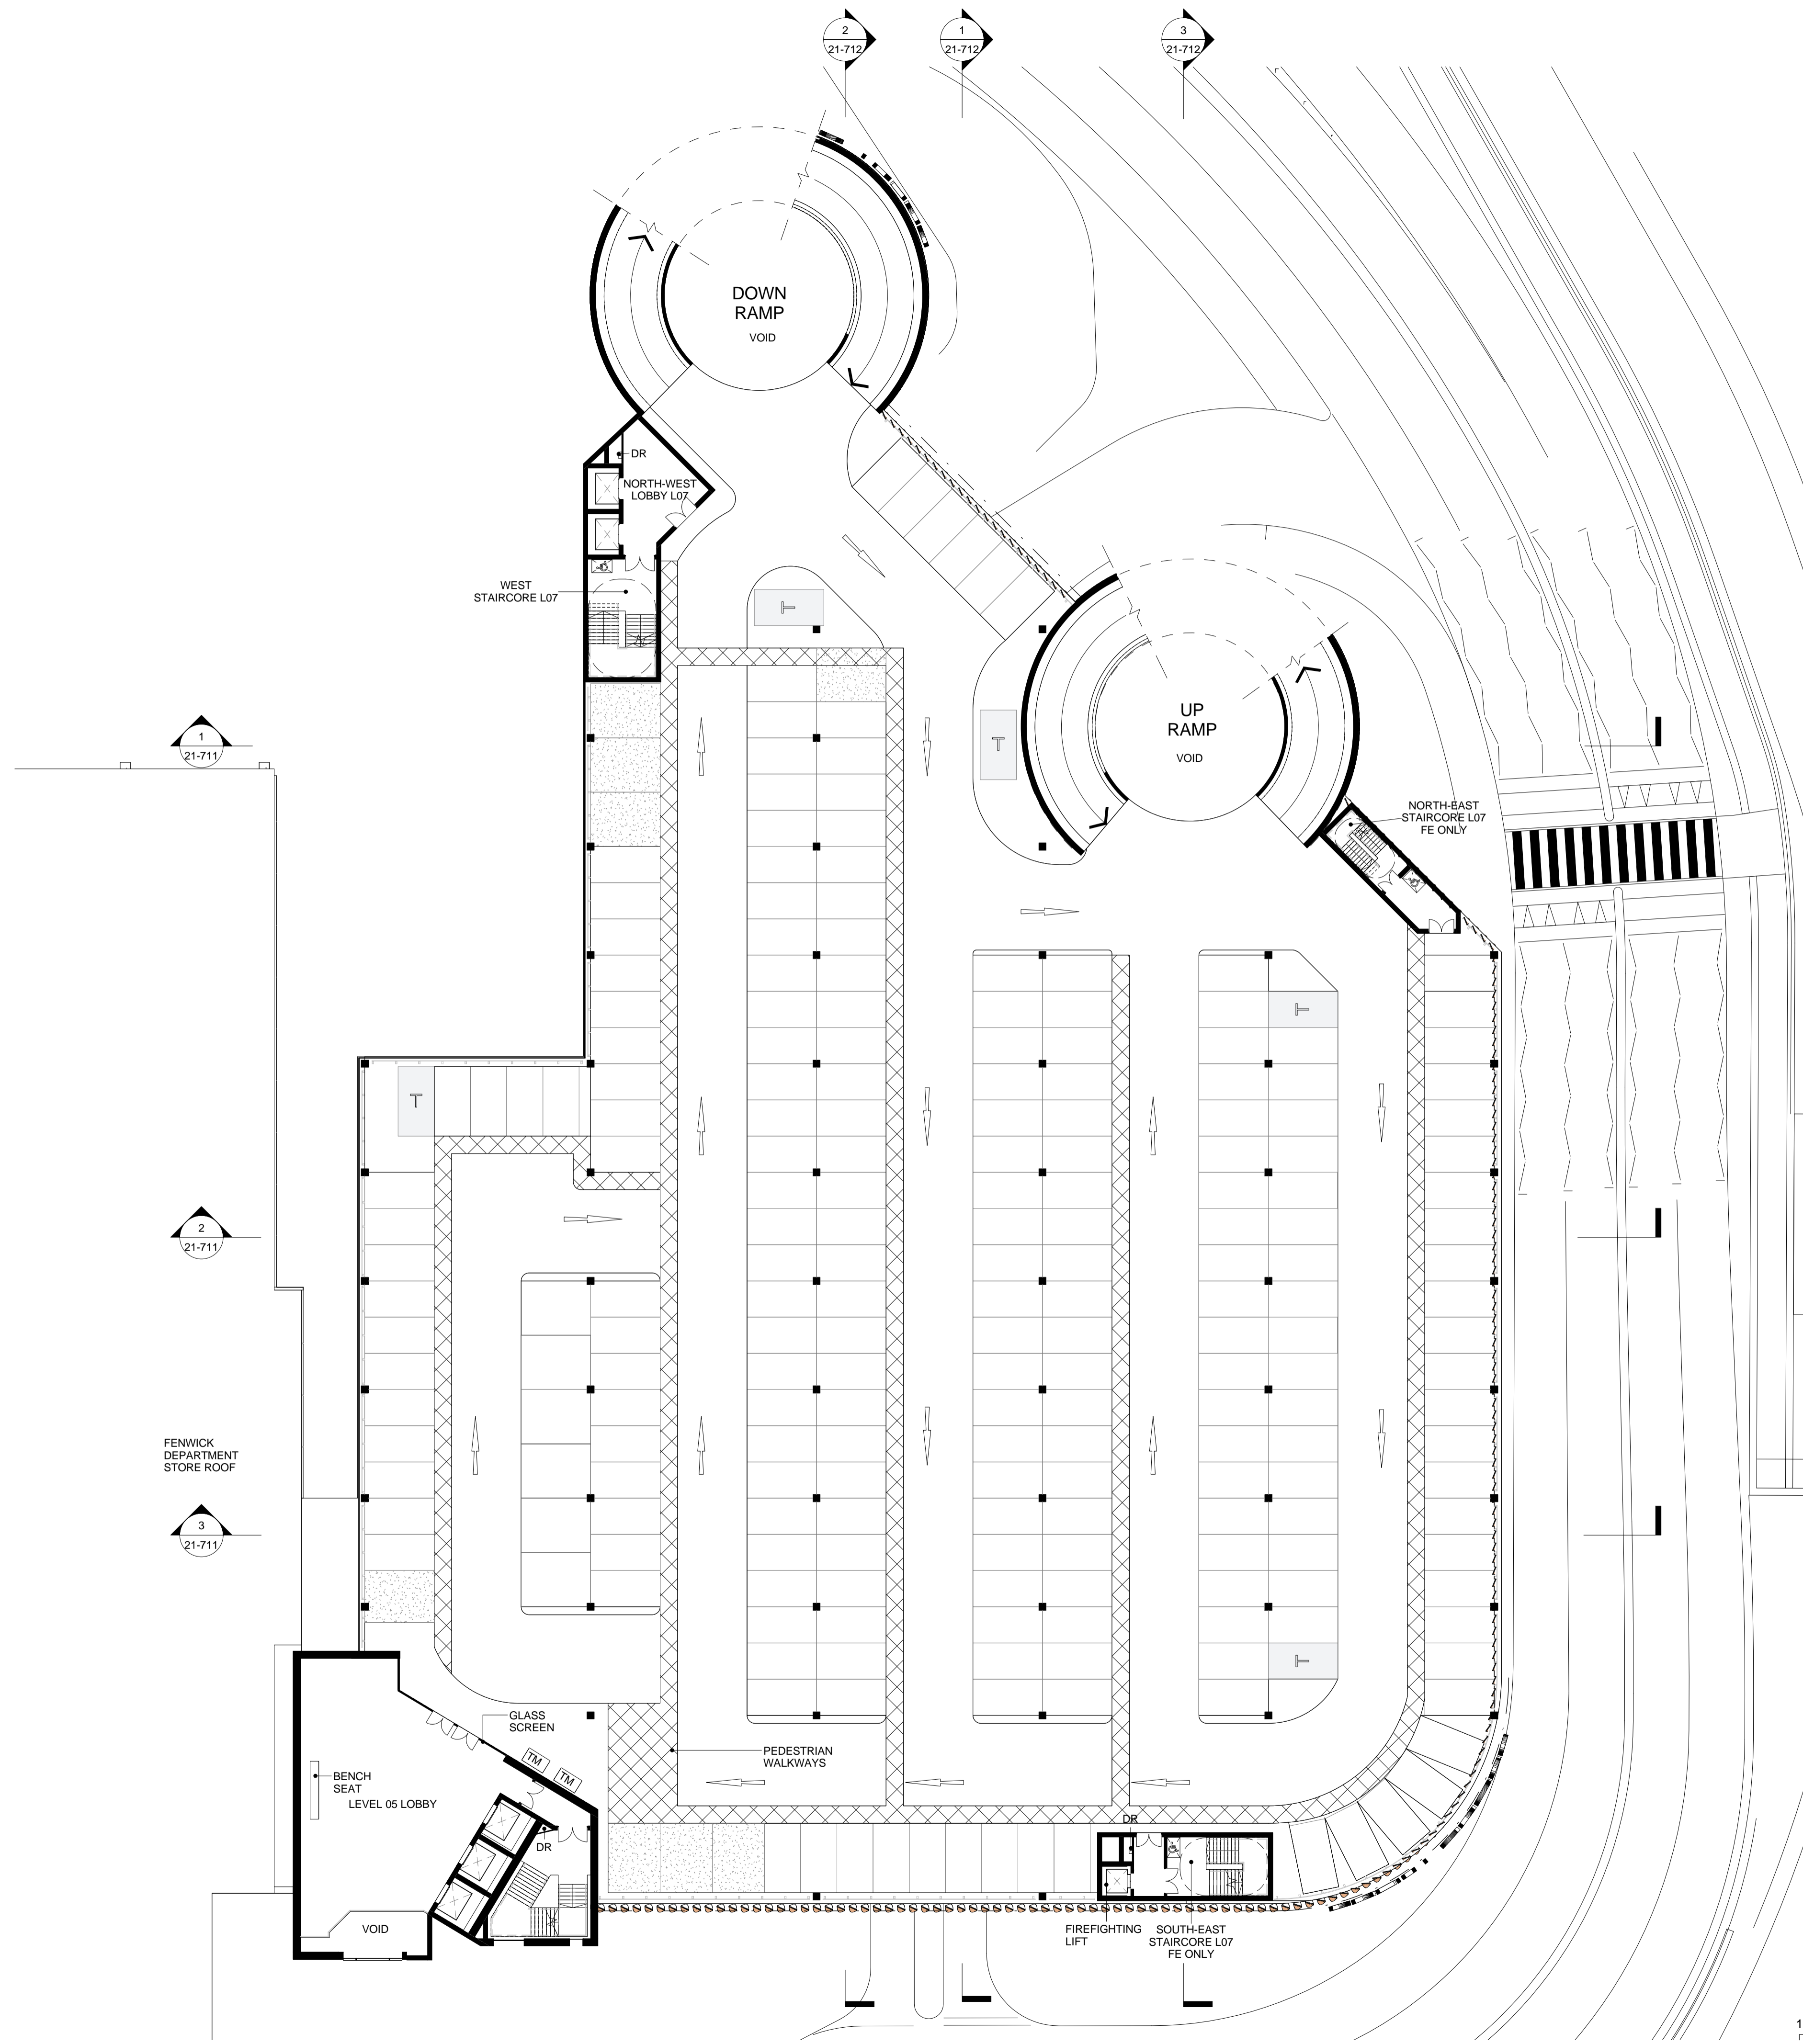 2
21-712
1
21-712
3
21-712
DOWN
RAMP
VOID
DR
NORTH-WEST
LOBBY L07
WEST
STAIRCORE L07
T
T
UP
RAMP
VOID
1
21-711
NORTH-EAST
STAIRCORE L07
FE ONLY
T
T
2
21-711
FENWICK
DEPARTMENT
STORE ROOF
3
21-711
T
GLASS
SCREEN
PEDESTRIAN
WALKWAYS
TM
TM
BENCH
SEAT
LEVEL 05 LOBBY
DR
DR
VOID
FIREFIGHTING
LIFT
SOUTH-EAST
STAIRCORE L07
FE ONLY
1